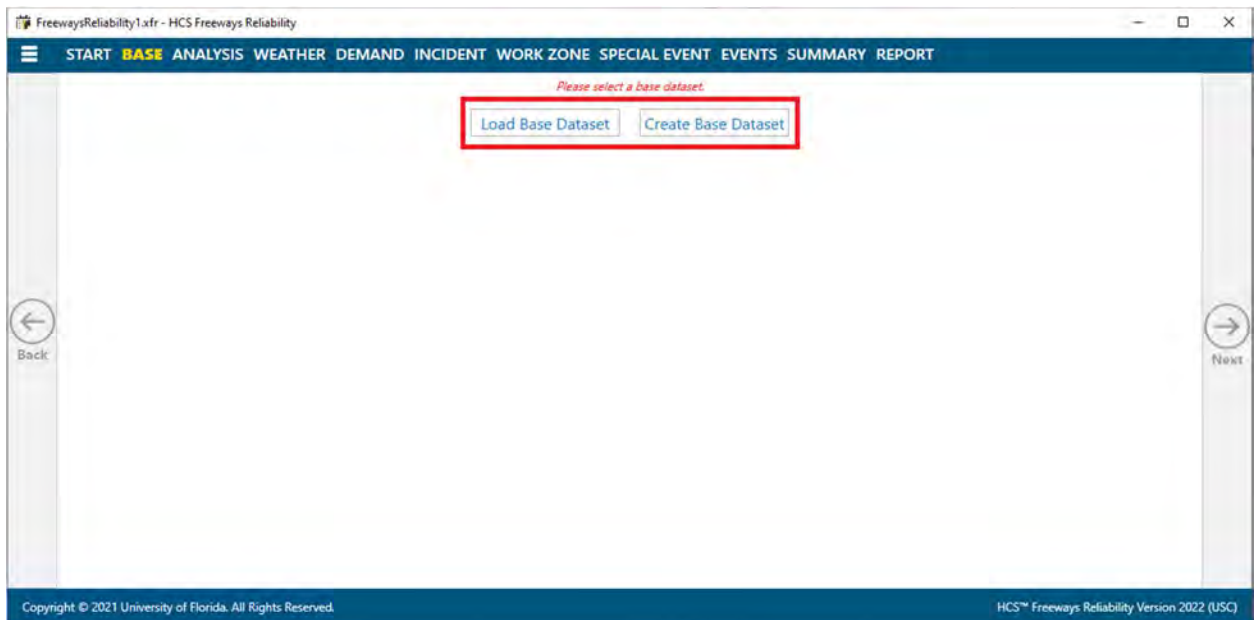 FreewaysReliability1.xfr - HCS Freeways Reliability
START BASE ANALYSIS WEATHER DEMAND INCIDENT WORK ZONE SPECIAL EVENT EVENTS SUMMARY REPORT
Please select a base dataset.
Load Base Dataset Create Base Dataset
Back
Next
Copyright © 2021 University of Florida. All Rights Reserved. HCS™ Freeways Reliability Version 2022 (USC)